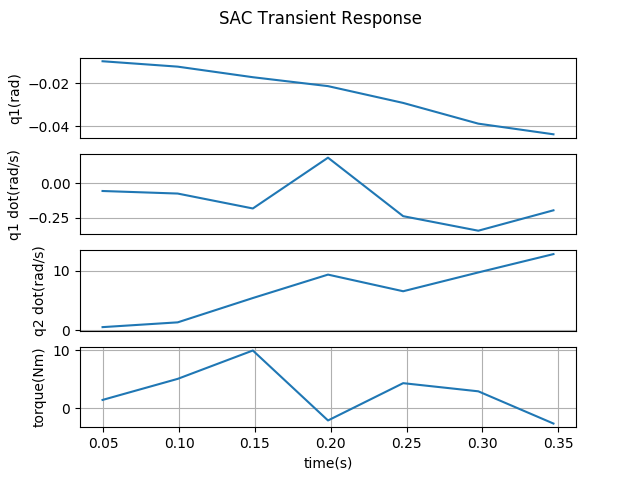 SAC Transient Response
q1(rad)
−0.02
−0.04
q1 dot(rad/s)
0.00
−0.25
q2 dot(rad/s)
10
0
torque(Nm)
10
0
0.05 0.10 0.15 0.20 0.25 0.30 0.35
time(s)